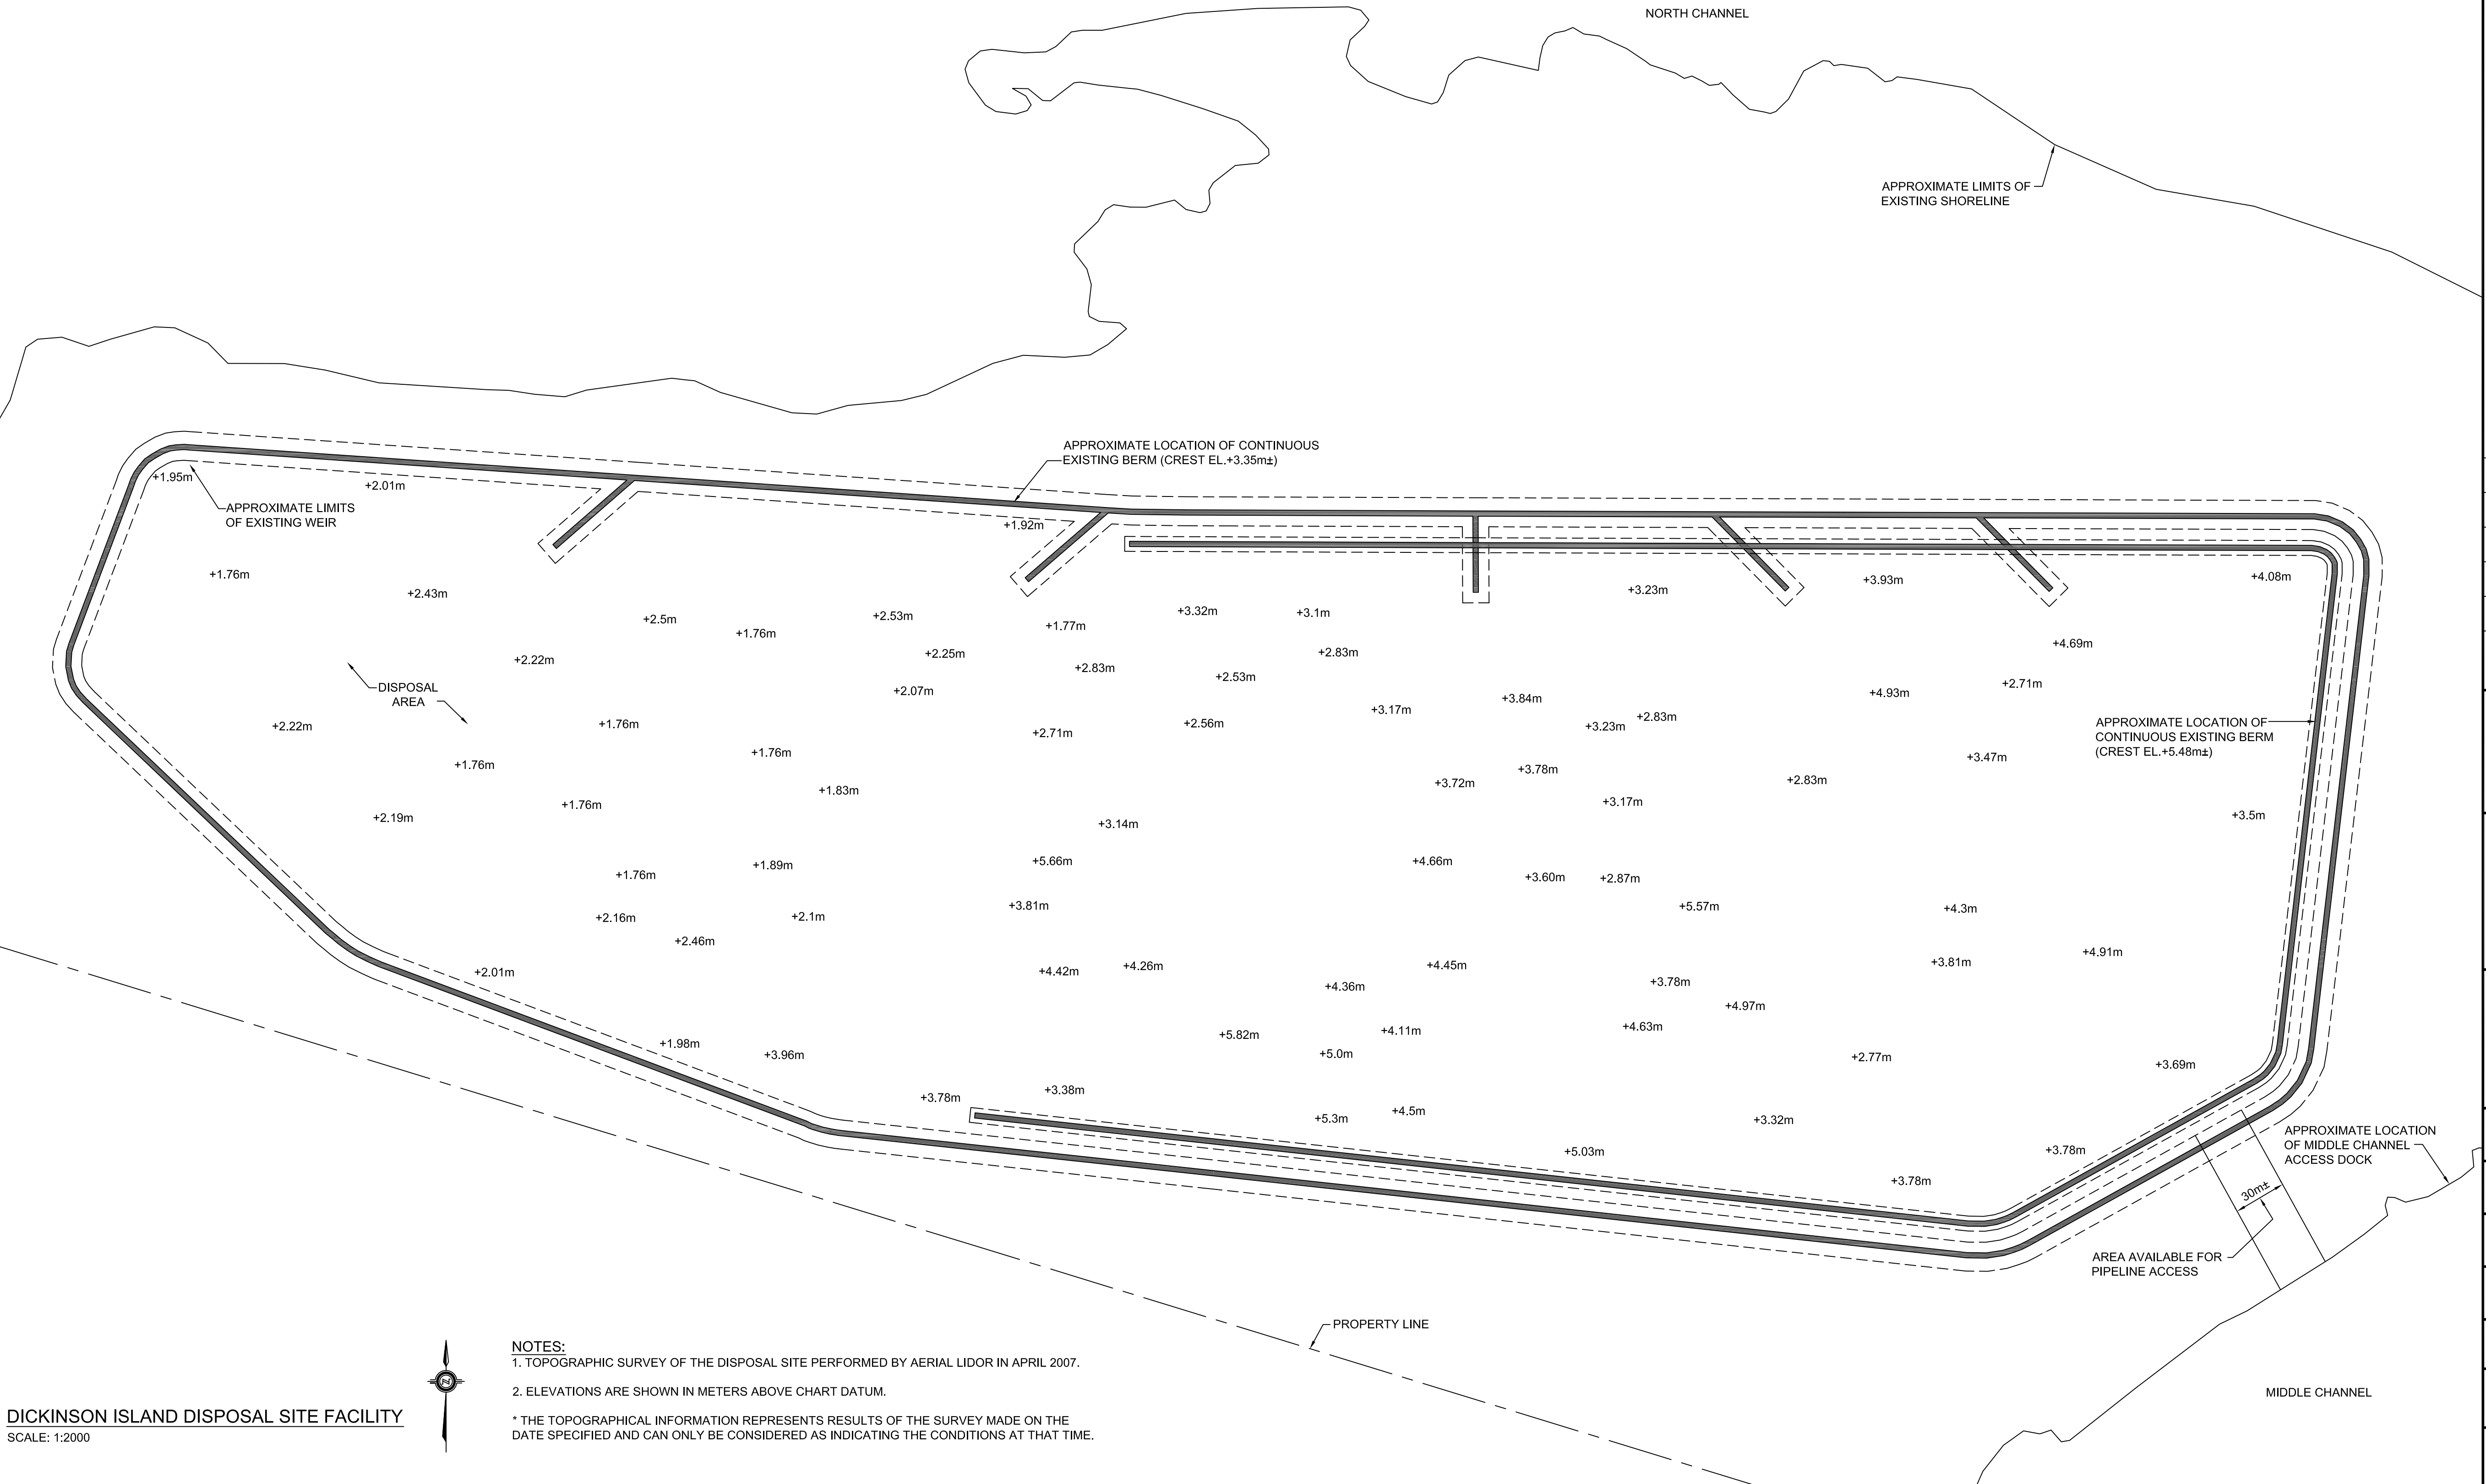 NORTH CHANNEL
APPROXIMATE LIMITS OF
EXISTING SHORELINE
APPROXIMATE LOCATION OF CONTINUOUS
EXISTING BERM (CREST EL.+3.35m±)
+1.95m
+2.01m
APPROXIMATE LIMITS
OF EXISTING WEIR
+1.92m
+1.76m
+2.43m
+2.5m
+1.76m
+2.53m
+1.77m
+3.32m
+3.1m
+3.23m
+3.93m
+4.08m
+2.22m
+2.25m
+2.83m
+2.83m
+4.69m
DISPOSAL
AREA
+2.07m
+2.53m
+3.84m
+4.93m
+2.71m
+2.22m
+1.76m
+2.71m
+2.56m
+3.17m
+3.23m
+2.83m
APPROXIMATE LOCATION OF
CONTINUOUS EXISTING BERM
(CREST EL.+5.48m±)
+1.76m
+1.76m
+3.78m
+3.47m
+1.76m
+1.83m
+3.72m
+2.83m
+2.19m
+3.14m
+3.17m
+3.5m
+1.76m
+1.89m
+5.66m
+4.66m
+3.60m
+2.87m
+2.16m
+2.1m
+3.81m
+5.57m
+4.3m
+2.46m
+2.01m
+4.42m
+4.26m
+4.36m
+4.45m
+3.78m
+3.81m
+4.91m
+4.97m
+1.98m
+3.96m
+5.82m
+5.0m
+4.11m
+4.63m
+2.77m
+3.69m
+3.78m
+3.38m
+5.3m
+4.5m
+3.32m
+5.03m
+3.78m
+3.78m
APPROXIMATE LOCATION
OF MIDDLE CHANNEL
ACCESS DOCK
30m±
AREA AVAILABLE FOR
PIPELINE ACCESS
PROPERTY LINE
MIDDLE CHANNEL
N
NOTES:
1. TOPOGRAPHIC SURVEY OF THE DISPOSAL SITE PERFORMED BY AERIAL LIDOR IN APRIL 2007.
2. ELEVATIONS ARE SHOWN IN METERS ABOVE CHART DATUM.
* THE TOPOGRAPHICAL INFORMATION REPRESENTS RESULTS OF THE SURVEY MADE ON THE
DATE SPECIFIED AND CAN ONLY BE CONSIDERED AS INDICATING THE CONDITIONS AT THAT TIME.
DICKINSON ISLAND DISPOSAL SITE FACILITY
SCALE: 1:2000